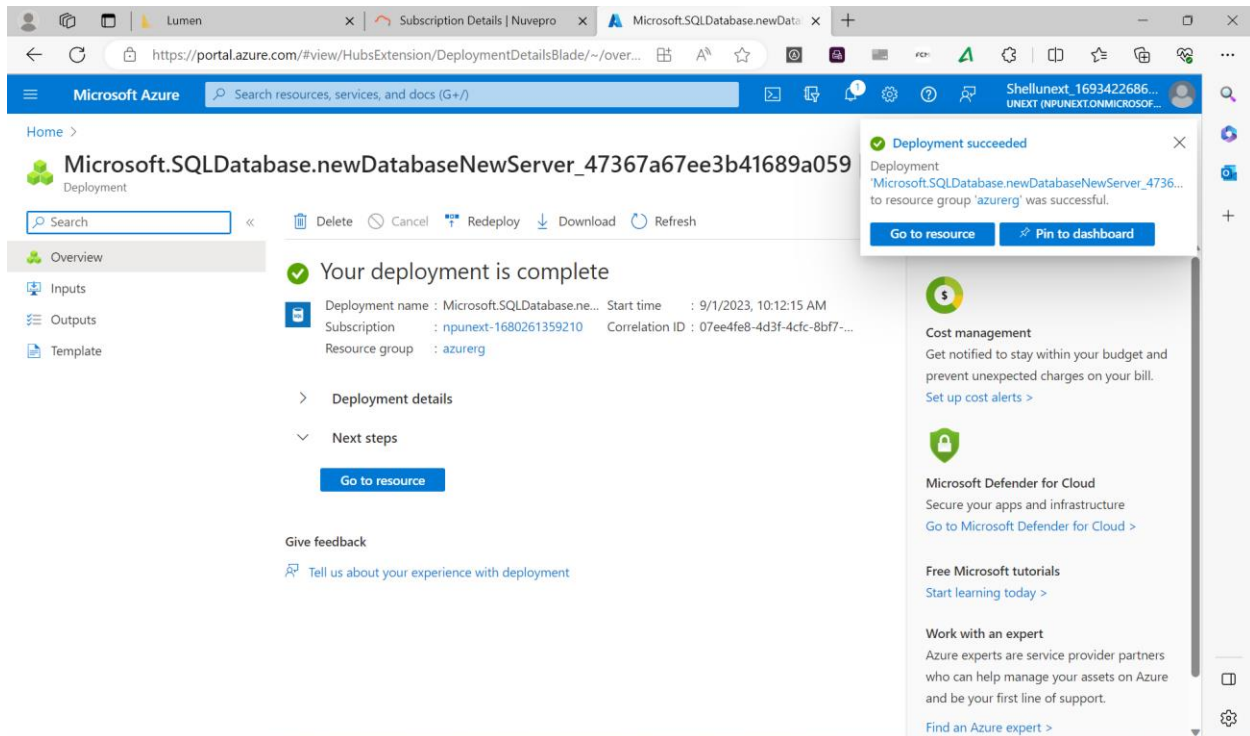 Lumen
Subscription Details | Nuvepro
Microsoft.SQLDatabase.newData
https://portal.azure.com/#view/HubsExtension/DeploymentDetailsBlade/~/over...
Microsoft Azure
Search resources, services, and docs (G+/)
1
Shellunext_1693422686...
UNEXT (NPUNEXT.ONMICROSOF...
Home >
Microsoft.SQLDatabase.newDatabaseNewServer_47367a67ee3b41689a059
Deployment
Search
«
Delete
Cancel
Redeploy
Download
Refresh
Overview
Inputs
Outputs
Template
Your deployment is complete
Deployment name : Microsoft.SQLDatabase.ne...
Subscription : npunext-1680261359210
Resource group : azurerg
Start time : 9/1/2023, 10:12:15 AM
Correlation ID : 07ee4fe8-4d3f-4cfc-8bf7-...
Deployment details
Next steps
Go to resource
Give feedback
Tell us about your experience with deployment
Deployment succeeded
Deployment
'Microsoft.SQLDatabase.newDatabaseNewServer_4736...
to resource group 'azurerg' was successful.
Go to resource
Pin to dashboard
$
Cost management
Get notified to stay within your budget and
prevent unexpected charges on your bill.
Set up cost alerts >
Microsoft Defender for Cloud
Secure your apps and infrastructure
Go to Microsoft Defender for Cloud >
Free Microsoft tutorials
Start learning today >
Work with an expert
Azure experts are service provider partners
who can help manage your assets on Azure
and be your first line of support.
Find an Azure expert >